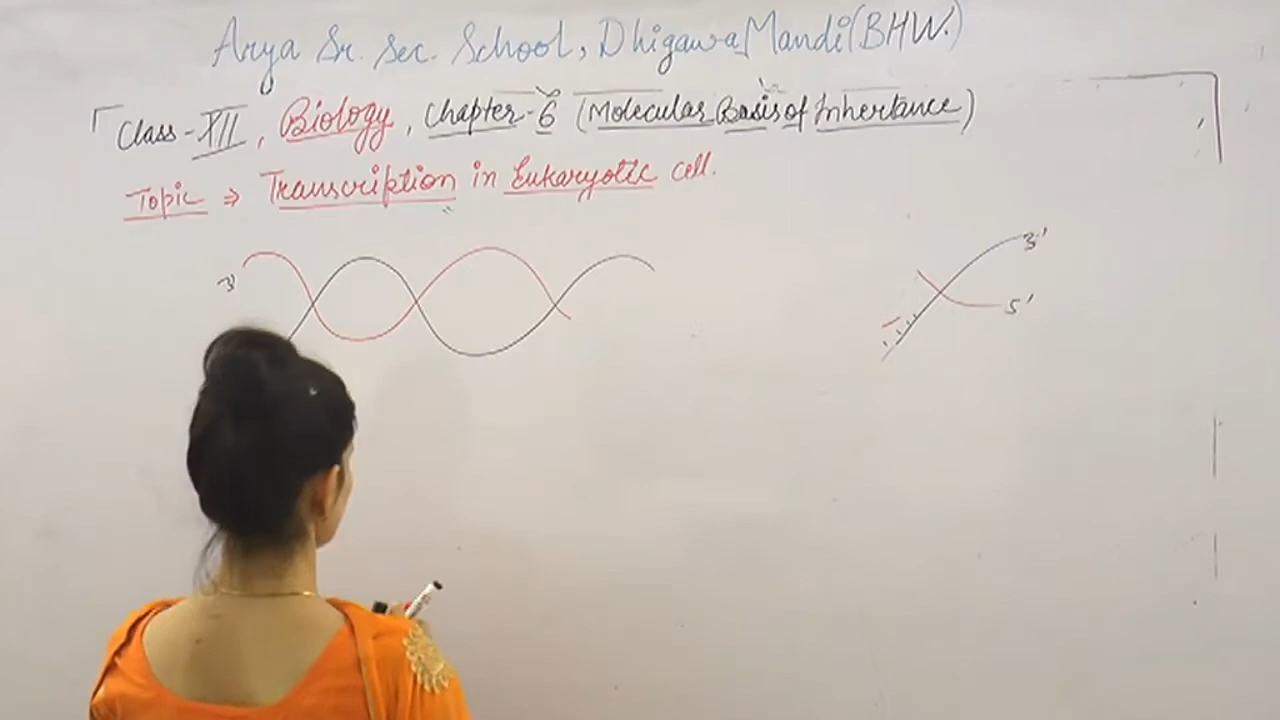 Arya Sr. Sec. School, Dhigawa Mandi (BHW.)
Class - XII, Biology, Chapter - 6 (Molecular Basis of Inhertance)
Topic ⇒ Transcription in Eukaryotic cell.
3'
3'
5'